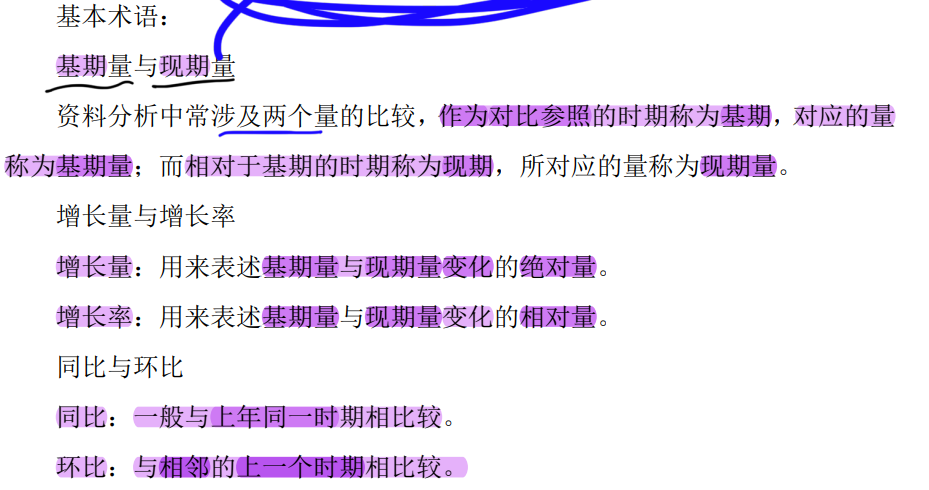 基本术语：
基期量与现期量
资料分析中常涉及两个量的比较，作为对比参照的时期称为基期，对应的量
称为基期量；而相对于基期的时期称为现期，所对应的量称为现期量。
增长量与增长率
增长量：用来表述基期量与现期量变化的绝对量。
增长率：用来表述基期量与现期量变化的相对量。
同比与环比
同比：一般与上年同一时期相比较。
环比：与相邻的上一个时期相比较。